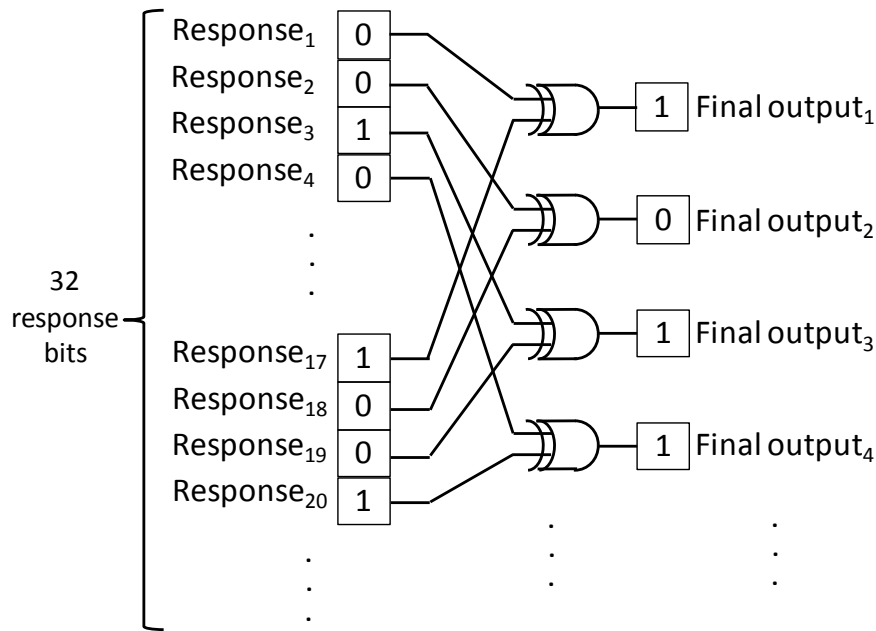 Response1 0
Response2 0
Response3 1
Response4 0
32
response
bits
Response17 1
Response18 0
Response19 0
Response20 1
1 Final output1
0 Final output2
1 Final output3
1 Final output4